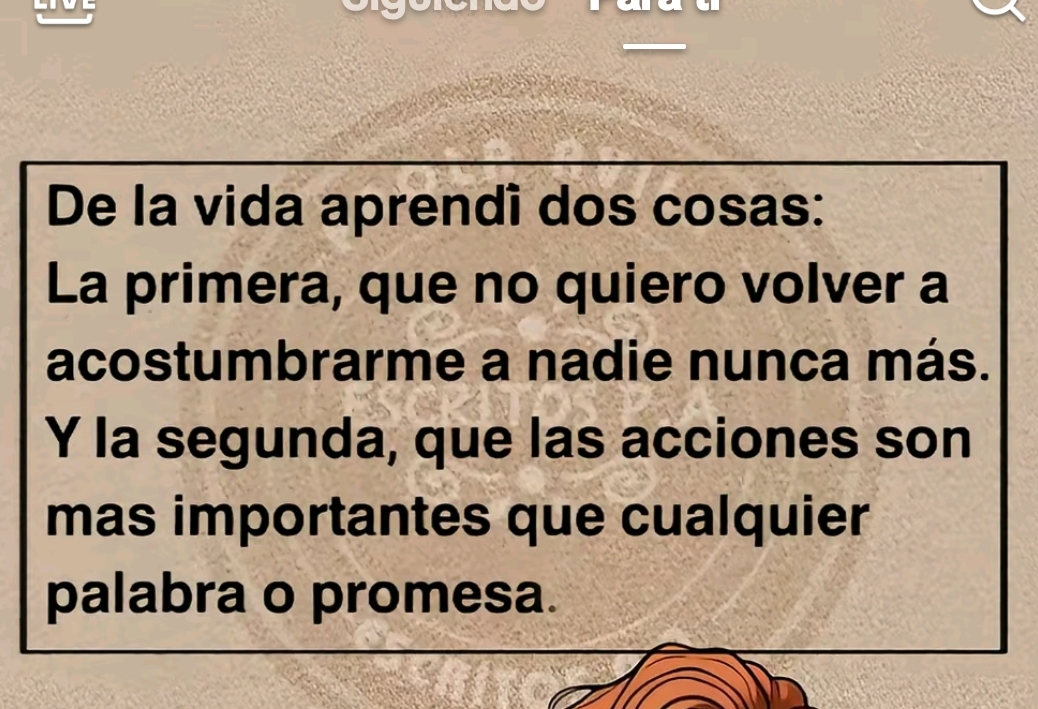 LIVE
Siguiendo Para ti
De la vida aprendì dos cosas:
La primera, que no quiero volver a
acostumbrarme a nadie nunca más.
Y la segunda, que las acciones son
mas importantes que cualquier
palabra o promesa.
ESCRITOS P.A
ESCRITOS